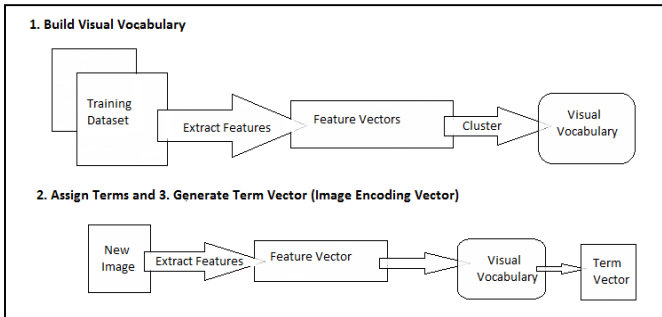 1. Build Visual Vocabulary
Training
Dataset
Extract Features
Feature Vectors
Cluster
Visual
Vocabulary
2. Assign Terms and 3. Generate Term Vector (Image Encoding Vector)
New
Image
Extract Features
Feature Vector
Visual
Vocabulary
Term
Vector